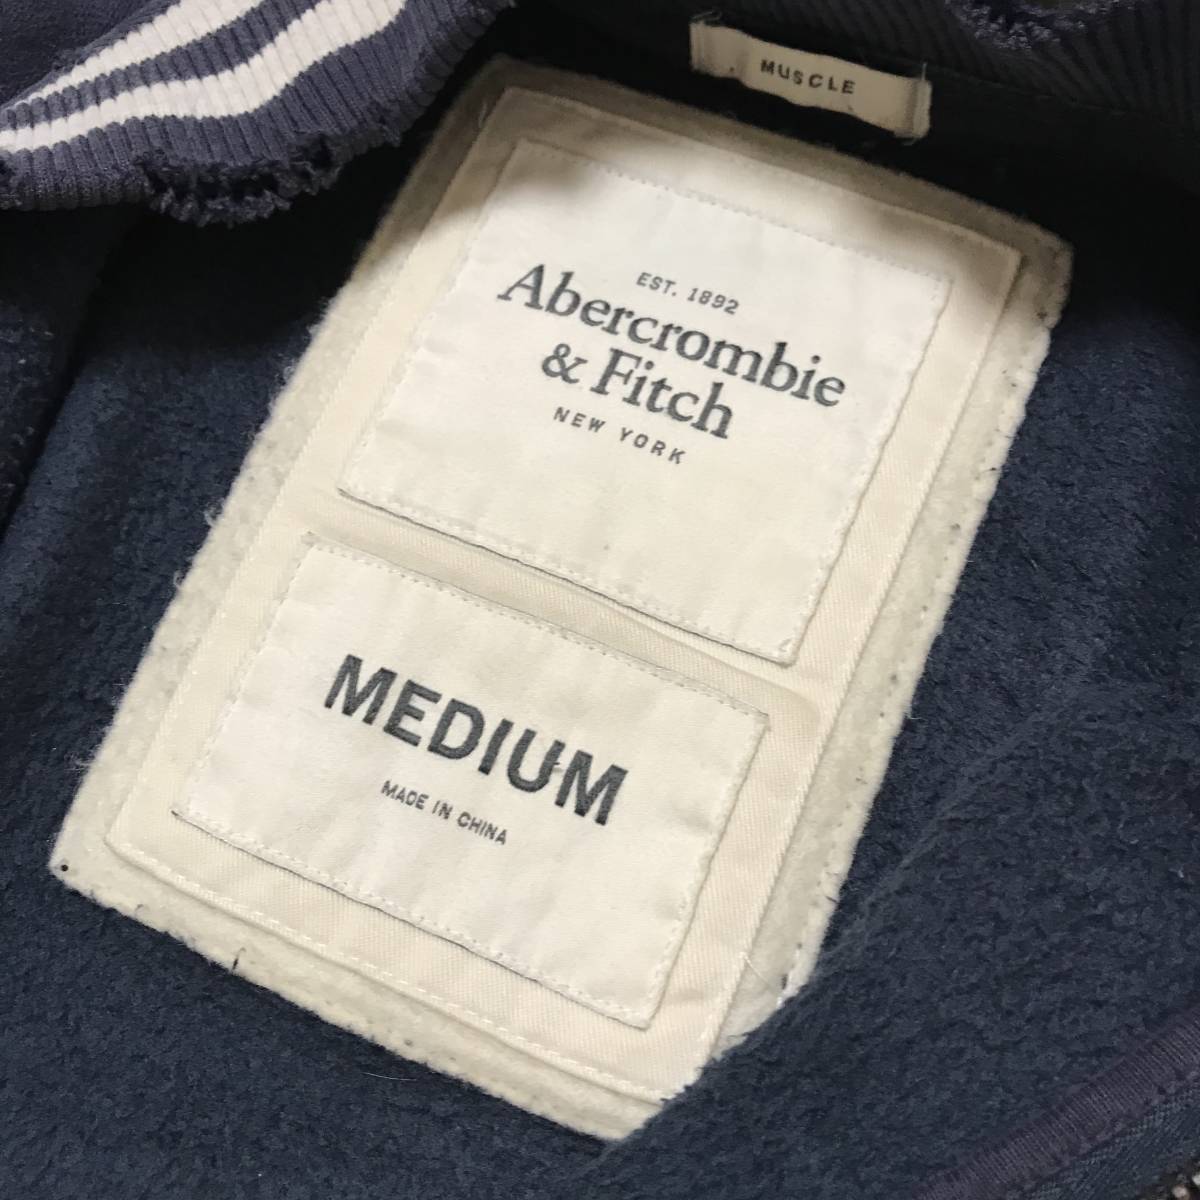 MUSCLE
EST. 1892
Abercrombie
& Fitch
NEW YORK
MEDIUM
MADE IN CHINA